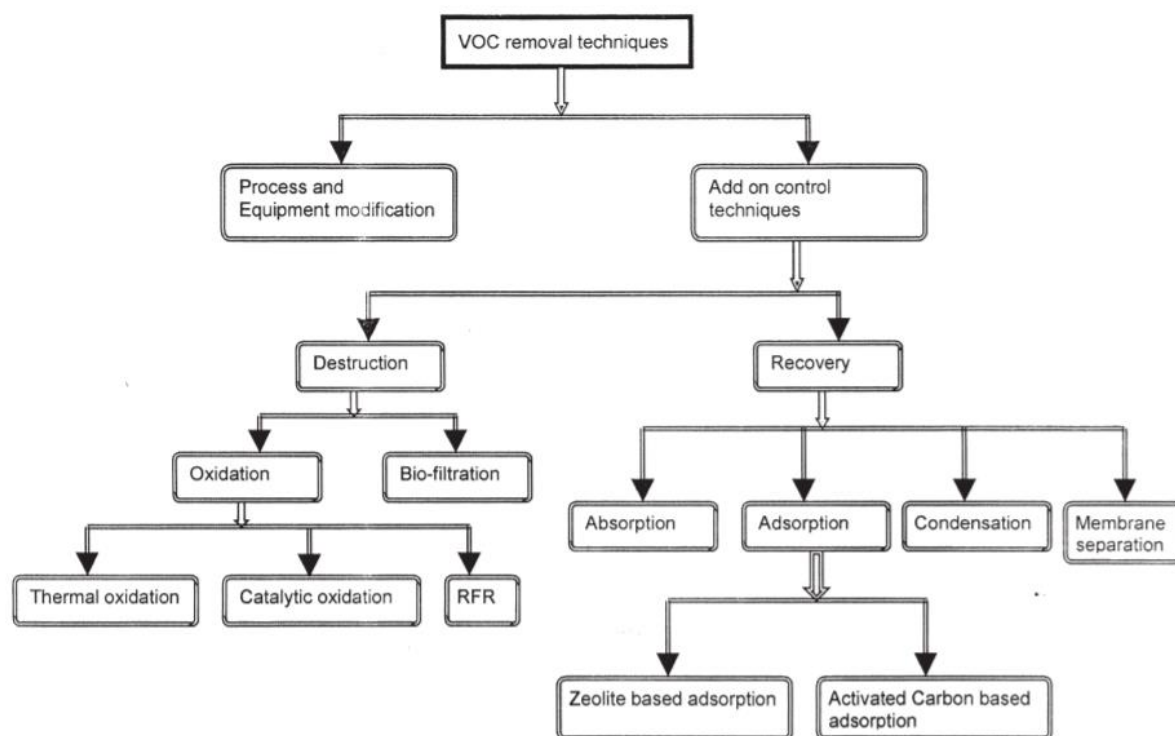 VOC removal techniques
Process and
Equipment modification
Add on control
techniques
Destruction
Recovery
Oxidation
Bio-filtration
Absorption
Adsorption
Condensation
Membrane
separation
Thermal oxidation
Catalytic oxidation
RFR
Zeolite based adsorption
Activated Carbon based
adsorption